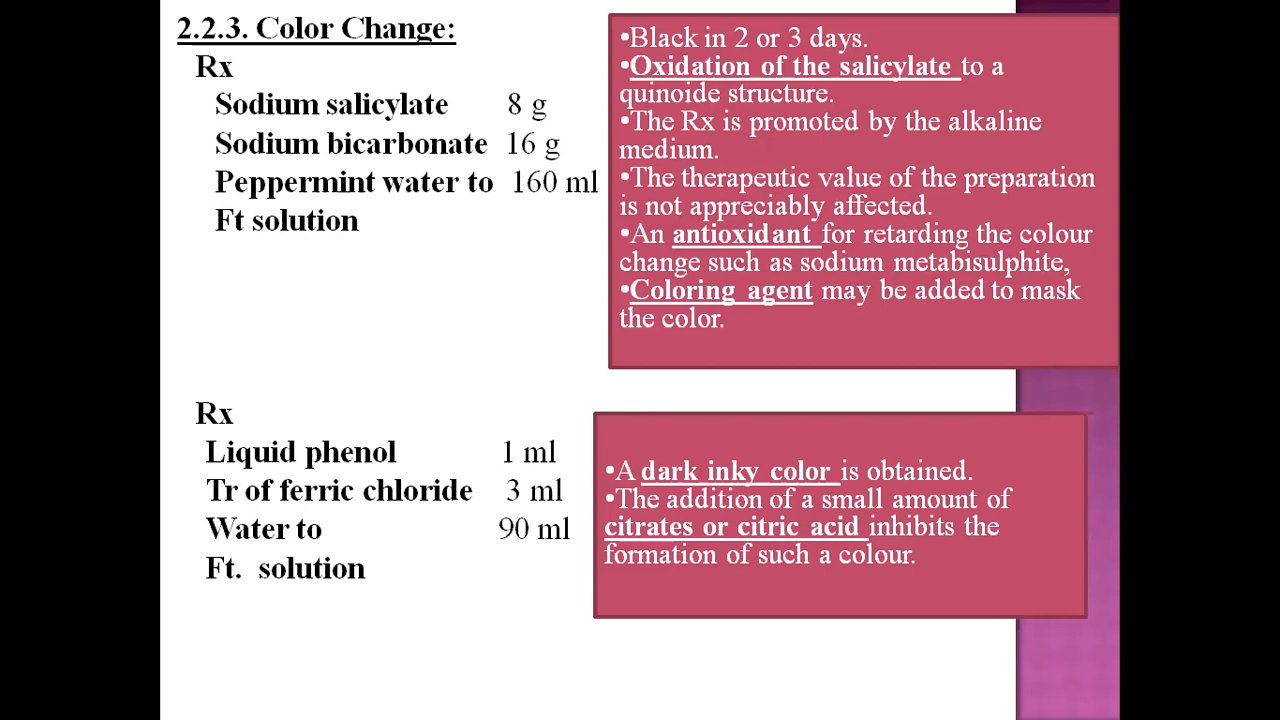 2.2.3. Color Change:
Rx
Sodium salicylate 8 g
Sodium bicarbonate 16 g
Peppermint water to 160 ml
Ft solution
•Black in 2 or 3 days.
•Oxidation of the salicylate to a
quinoide structure.
•The Rx is promoted by the alkaline
medium.
•The therapeutic value of the preparation
is not appreciably affected.
•An antioxidant for retarding the colour
change such as sodium metabisulphite,
•Coloring agent may be added to mask
the color.
Rx
Liquid phenol 1 ml
Tr of ferric chloride 3 ml
Water to 90 ml
Ft. solution
•A dark inky color is obtained.
•The addition of a small amount of
citrates or citric acid inhibits the
formation of such a colour.